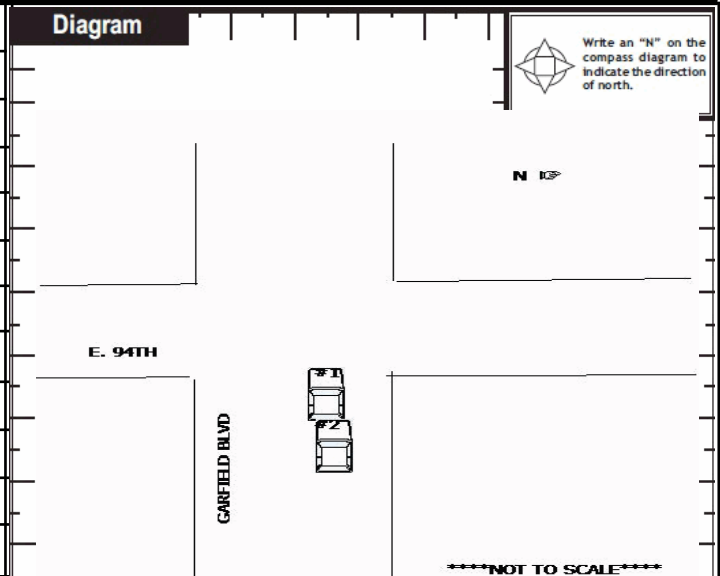 Diagram
Write an “N” on the
compass diagram to
indicate the direction
of north.
N ☞
E. 94TH
#1
#2
GARFIELD BLVD
****NOT TO SCALE****